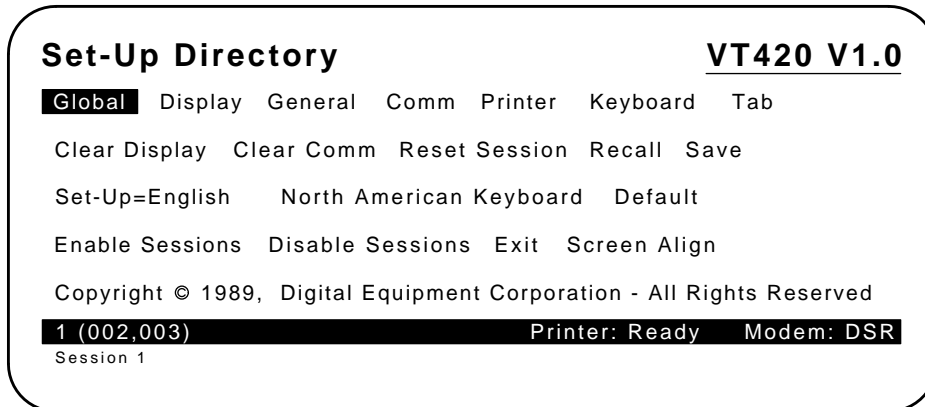 Set-Up Directory VT420 V1.0
Global Display General Comm Printer Keyboard Tab
Clear Display Clear Comm Reset Session Recall Save
Set-Up=English North American Keyboard Default
Enable Sessions Disable Sessions Exit Screen Align
Copyright © 1989, Digital Equipment Corporation - All Rights Reserved
1 (002,003) Printer: Ready Modem: DSR
Session 1